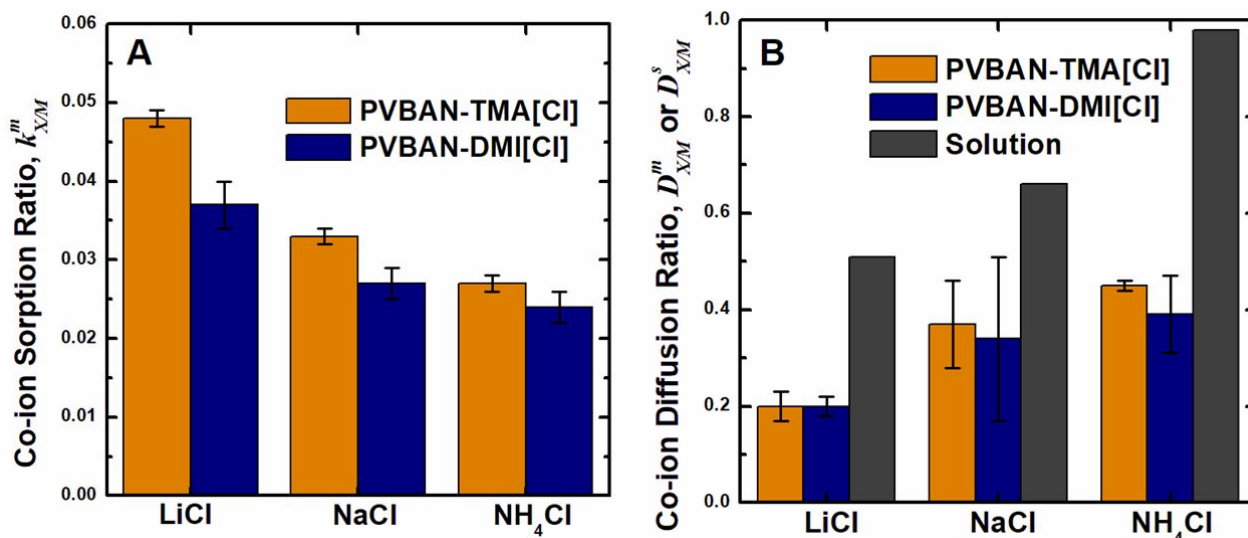 A
Co-ion Sorption Ratio, k^m_X/M
0.06
0.05
0.04
0.03
0.02
0.01
0.00
PVBAN-TMA[Cl]
PVBAN-DMI[Cl]
LiCl
NaCl
NH₄Cl
B
Co-ion Diffusion Ratio, D^m_X/M or D^s_X/M
1.0
0.8
0.6
0.4
0.2
0.0
PVBAN-TMA[Cl]
PVBAN-DMI[Cl]
Solution
LiCl
NaCl
NH₄Cl